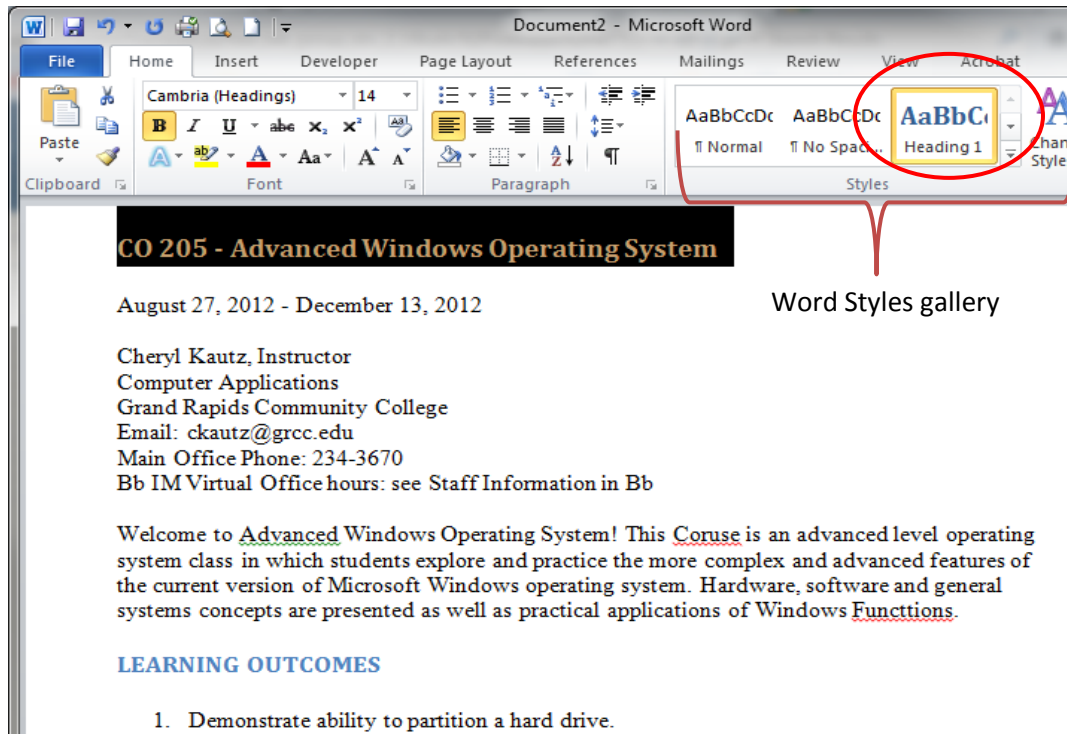 Document2 - Microsoft Word
File Home Insert Developer Page Layout References Mailings Review View Acrobat
Paste
Clipboard
Cambria (Headings) 14
B I U abc x₂ x² Aa
A ab A Aa A A
Font
A Z ¶
Paragraph
AaBbCcDc AaBbCcDc AaBbC
¶ Normal ¶ No Spaci... Heading 1
Styles
Chan
Style
CO 205 - Advanced Windows Operating System
August 27, 2012 - December 13, 2012
Word Styles gallery
Cheryl Kautz, Instructor
Computer Applications
Grand Rapids Community College
Email: ckautz@grcc.edu
Main Office Phone: 234-3670
Bb IM Virtual Office hours: see Staff Information in Bb
Welcome to Advanced Windows Operating System! This Coruse is an advanced level operating
system class in which students explore and practice the more complex and advanced features of
the current version of Microsoft Windows operating system. Hardware, software and general
systems concepts are presented as well as practical applications of Windows Functtions.
LEARNING OUTCOMES
1. Demonstrate ability to partition a hard drive.